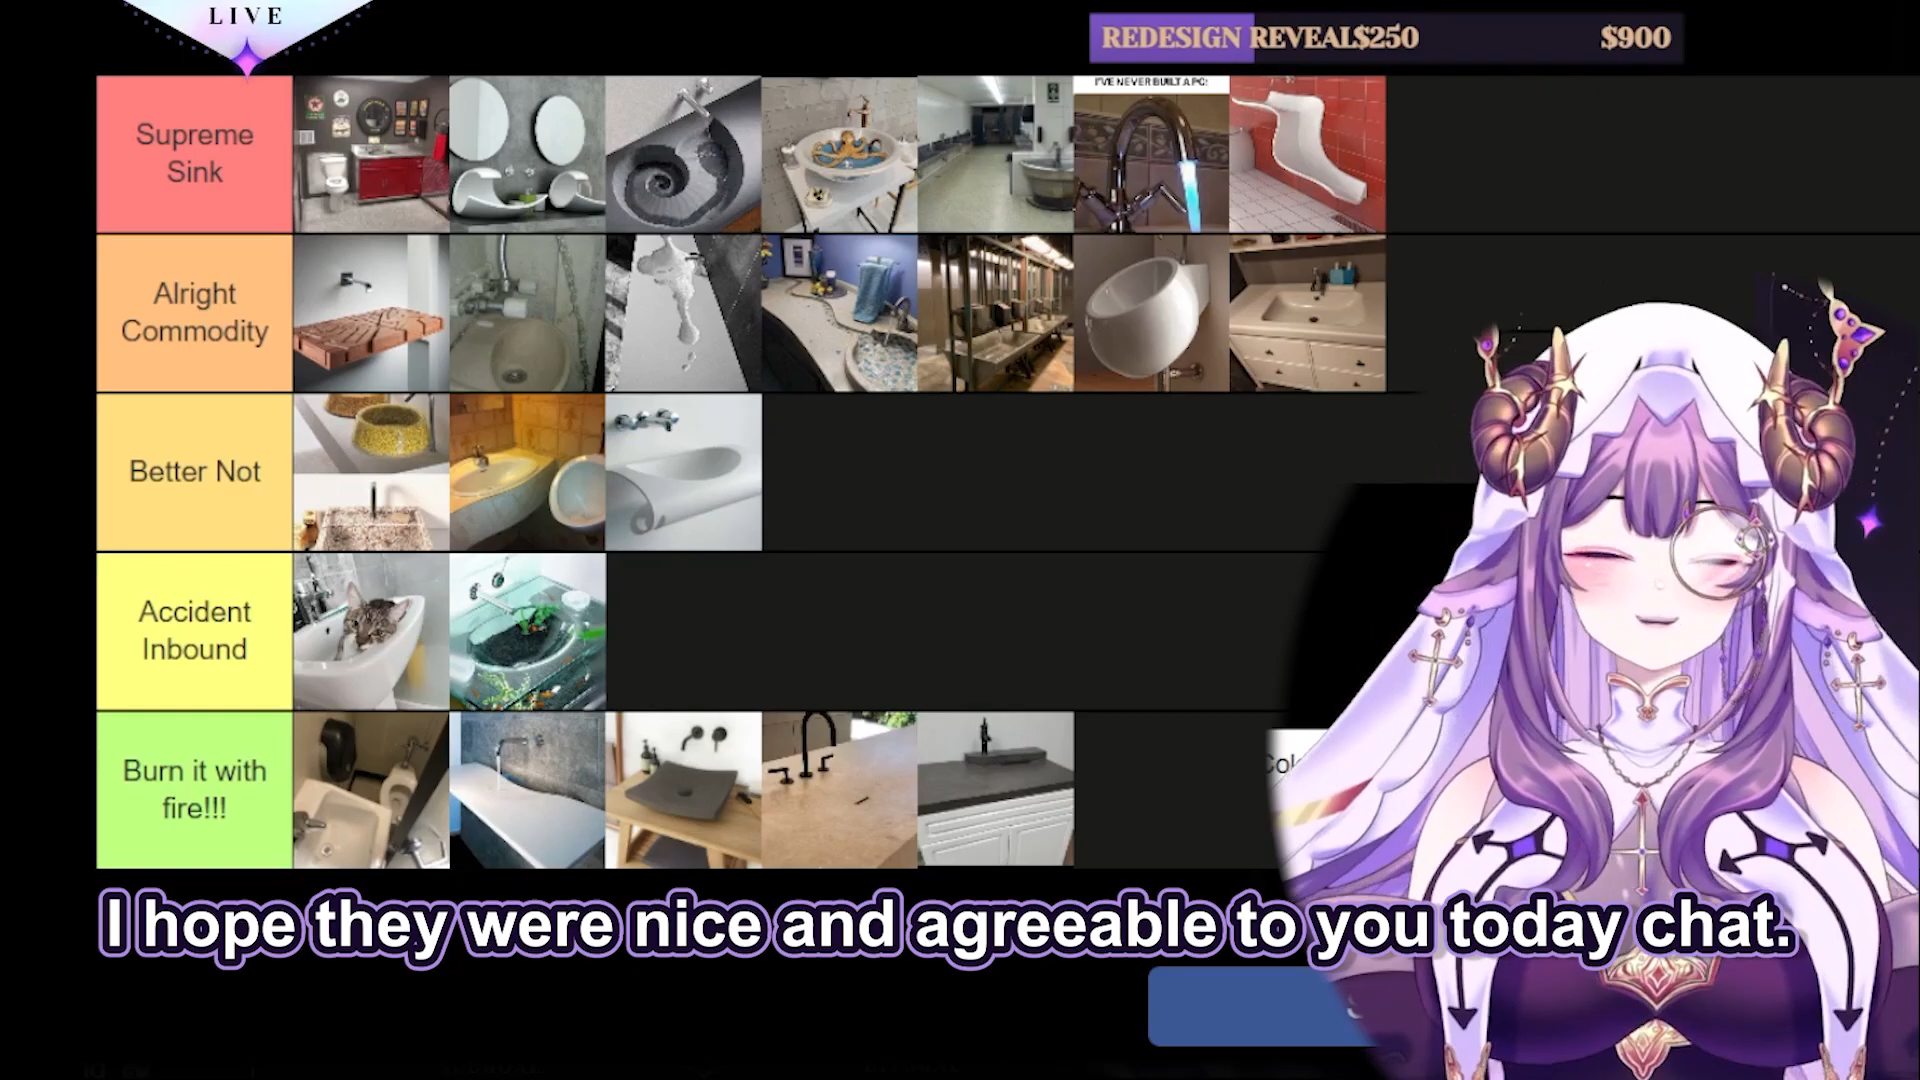 LIVE
REDESIGN REVEAL$250 $900
I'VE NEVER BUILT A PC:
Supreme
Sink
Alright
Commodity
Better Not
Accident
Inbound
Burn it with
fire!!!
I hope they were nice and agreeable to you today chat.